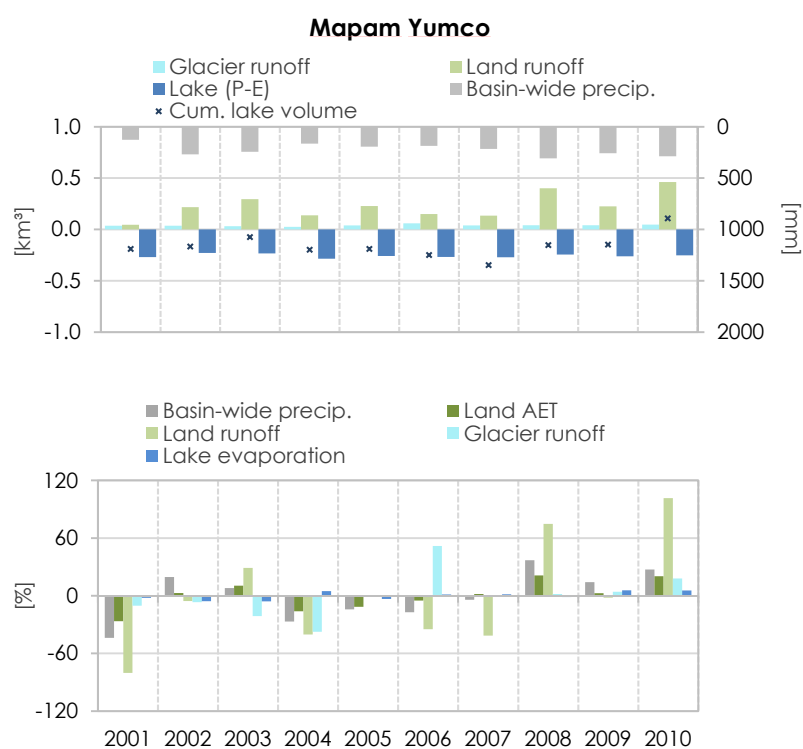 Mapam Yumco
Glacier runoff Land runoff
Lake (P-E) Basin-wide precip.
Cum. lake volume
1.0 0
0.5 500
0.0 1000
-0.5 1500
-1.0 2000
[km³] [mm]
Basin-wide precip. Land AET
Land runoff Glacier runoff
Lake evaporation
120
60
0
-60
-120
[%]
2001 2002 2003 2004 2005 2006 2007 2008 2009 2010